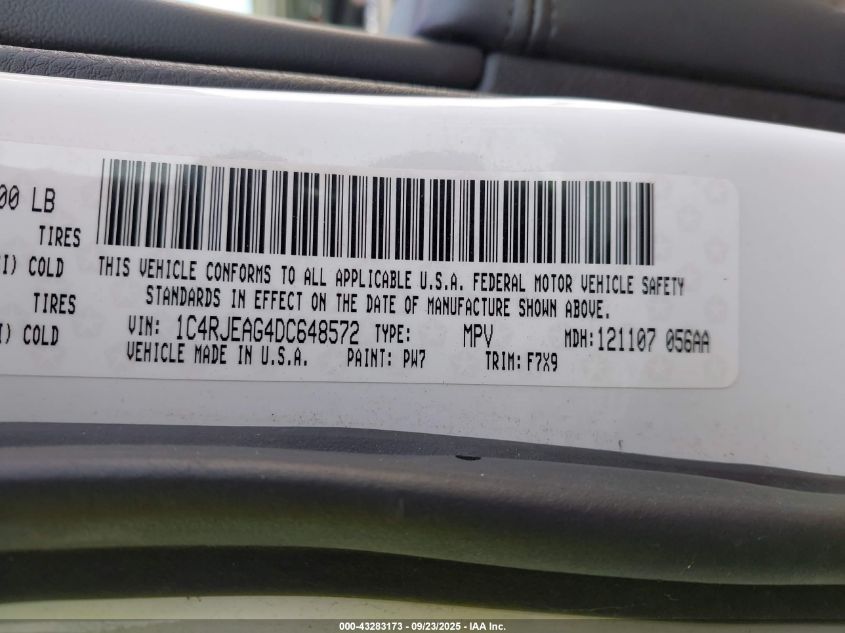 00 LB
TIRES
I) COLD
TIRES
I) COLD
THIS VEHICLE CONFORMS TO ALL APPLICABLE U.S.A. FEDERAL MOTOR VEHICLE SAFETY
STANDARDS IN EFFECT ON THE DATE OF MANUFACTURE SHOWN ABOVE.
VIN: 1C4RJEAG4DC648572 TYPE: MPV MDH:121107 056AA
VEHICLE MADE IN U.S.A. PAINT: PW7 TRIM: F7X9
000-43283173 - 09/23/2025 - IAA Inc.